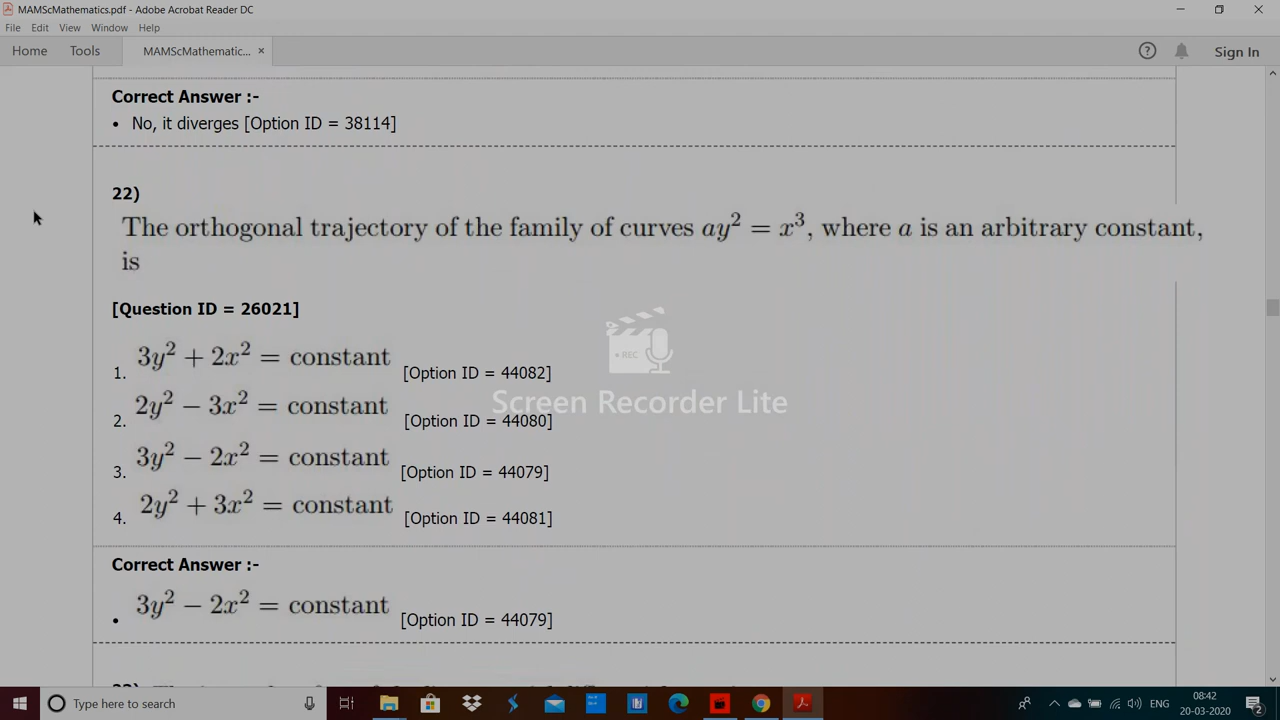 MAMScMathematics.pdf - Adobe Acrobat Reader DC
File Edit View Window Help
Home Tools MAMScMathematic... × Sign In
Correct Answer :-
• No, it diverges [Option ID = 38114]
22)
The orthogonal trajectory of the family of curves ay² = x³, where a is an arbitrary constant,
is
[Question ID = 26021]
1. 3y² + 2x² = constant [Option ID = 44082]
2. 2y² − 3x² = constant [Option ID = 44080]
3. 3y² − 2x² = constant [Option ID = 44079]
4. 2y² + 3x² = constant [Option ID = 44081]
Correct Answer :-
• 3y² − 2x² = constant [Option ID = 44079]
• REC
Screen Recorder Lite
Type here to search
ENG
08:42
20-03-2020
2